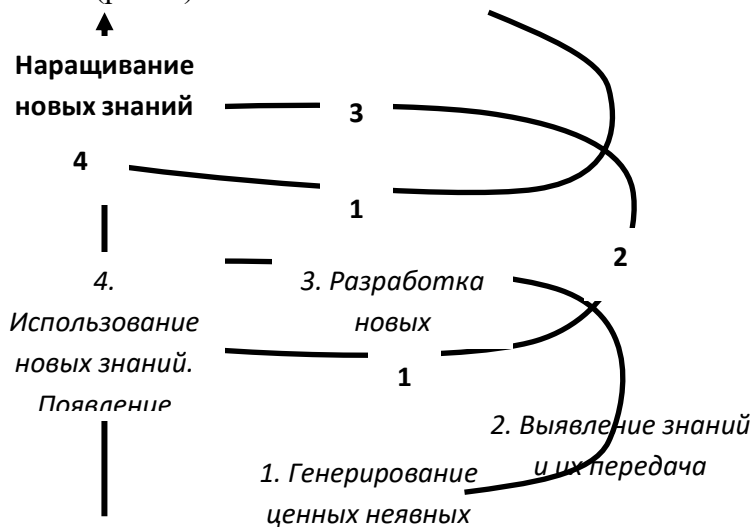 Наращивание
новых знаний
3
4
1
2
4.
Использование
новых знаний.
Появление
3. Разработка
новых
1
2. Выявление знаний
и их передача
1. Генерирование
ценных неявных